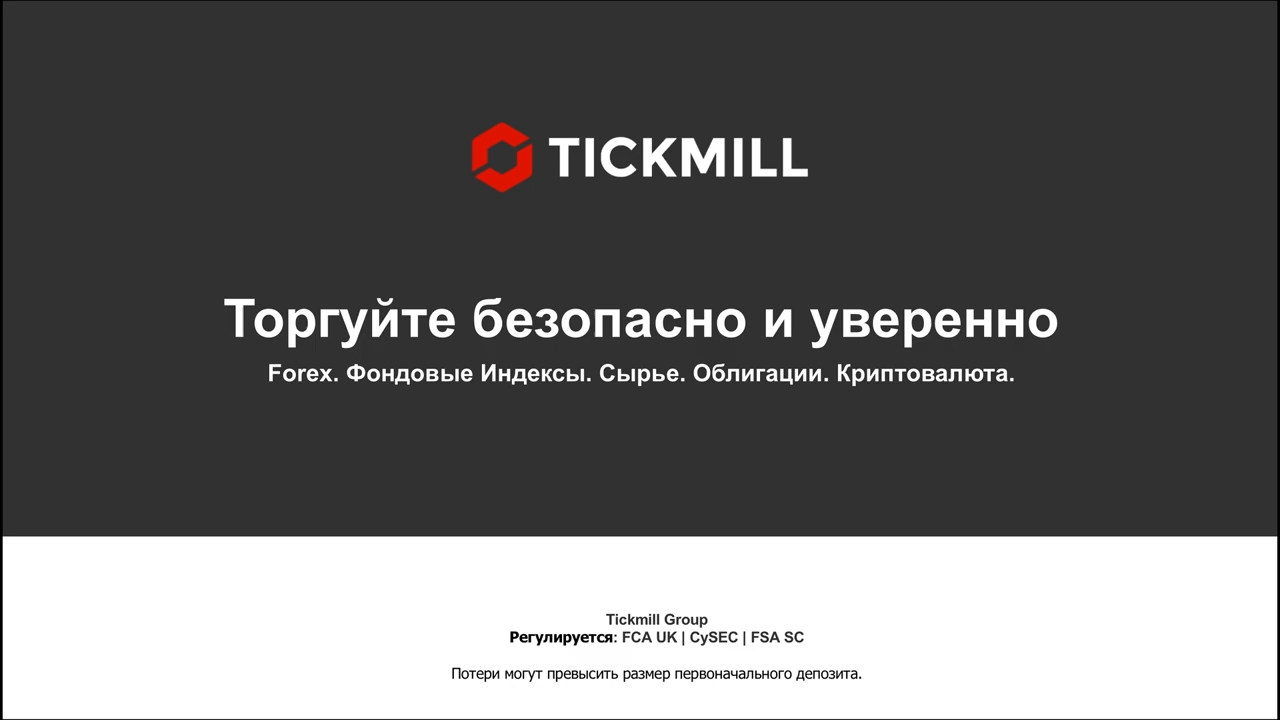 TICKMILL
Торгуйте безопасно и уверенно
Forex. Фондовые Индексы. Сырье. Облигации. Криптовалюта.
Tickmill Group
Регулируется: FCA UK | CySEC | FSA SC
Потери могут превысить размер первоначального депозита.